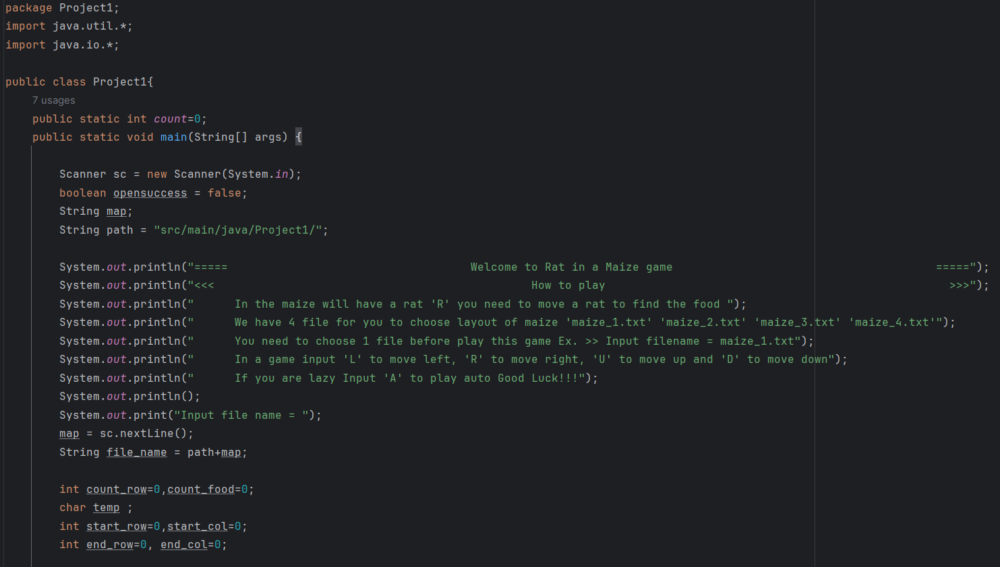 package Project1;
import java.util.*;
import java.io.*;
public class Project1{
7 usages
public static int count=0;
public static void main(String[] args) {
Scanner sc = new Scanner(System.in);
boolean opensuccess = false;
String map;
String path = "src/main/java/Project1/";
System.out.println("=====                                    Welcome to Rat in a Maize game                                       =====");
System.out.println("<<<                                               How to play                                                   >>>");
System.out.println("      In the maize will have a rat 'R' you need to move a rat to find the food ");
System.out.println("      We have 4 file for you to choose layout of maize 'maize_1.txt' 'maize_2.txt' 'maize_3.txt' 'maize_4.txt'");
System.out.println("      You need to choose 1 file before play this game Ex. >> Input filename = maize_1.txt");
System.out.println("      In a game input 'L' to move left, 'R' to move right, 'U' to move up and 'D' to move down");
System.out.println("      If you are lazy Input 'A' to play auto Good Luck!!!");
System.out.println();
System.out.print("Input file name = ");
map = sc.nextLine();
String file_name = path+map;
int count_row=0,count_food=0;
char temp ;
int start_row=0,start_col=0;
int end_row=0, end_col=0;